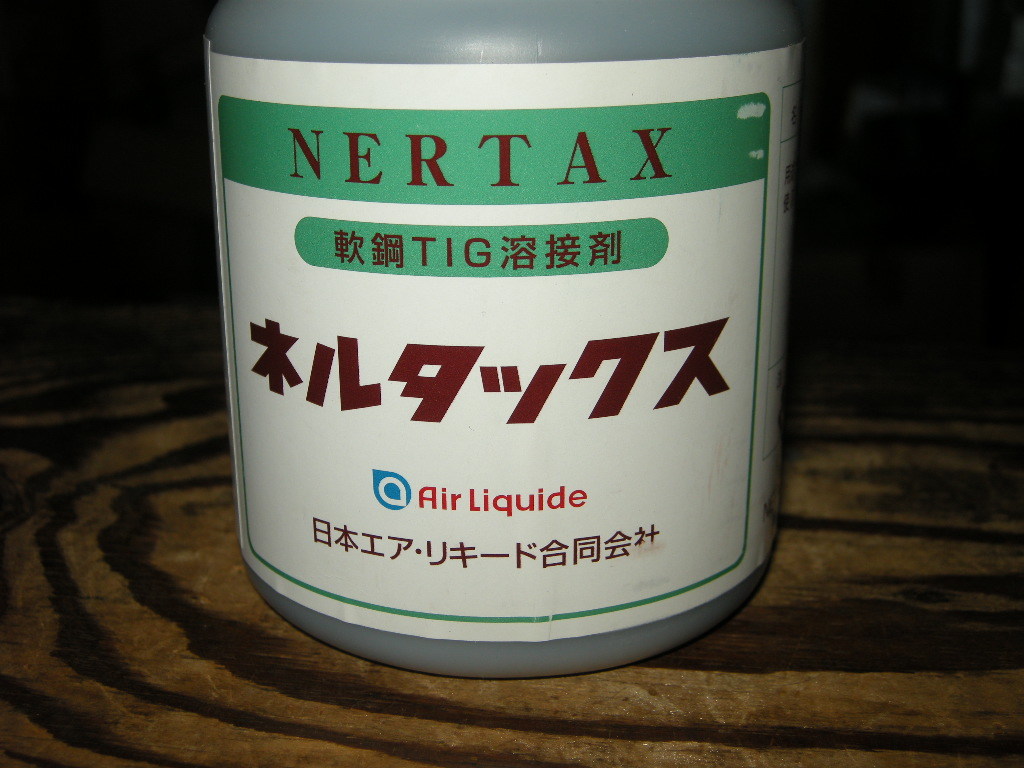 NERTAX
軟鋼TIG溶接剤
ネルタックス
Air Liquide
日本エア・リキード合同会社